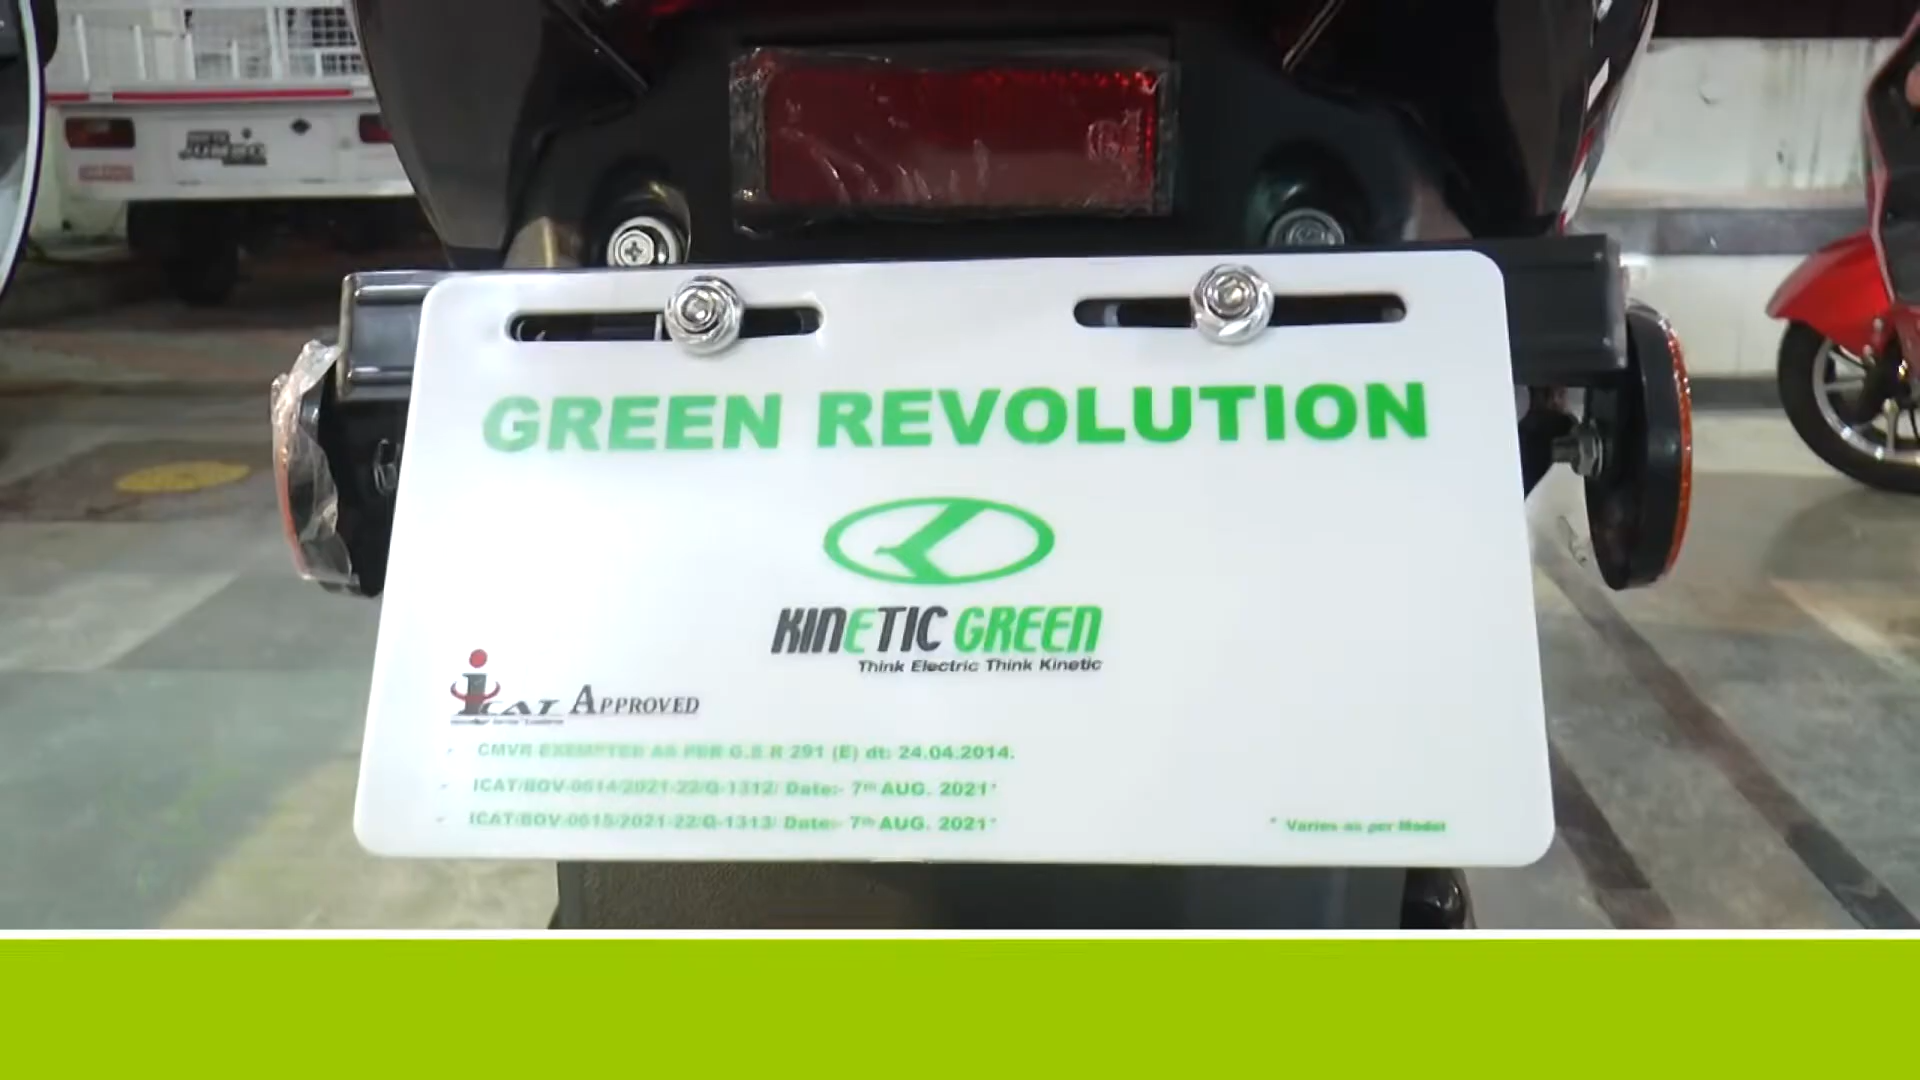 GREEN REVOLUTION
KINETIC GREEN
Think Electric Think Kinetic
iCAT APPROVED
- CMVR EXEMPTED AS PER G.S.R 291 (E) dt: 24.04.2014.
- ICAT/BOV-0614/2021-22/Q-1312/ Date:- 7th AUG. 2021*
- ICAT/BOV-0615/2021-22/Q-1313/ Date:- 7th AUG. 2021*
* Varies as per Model
JUMBO